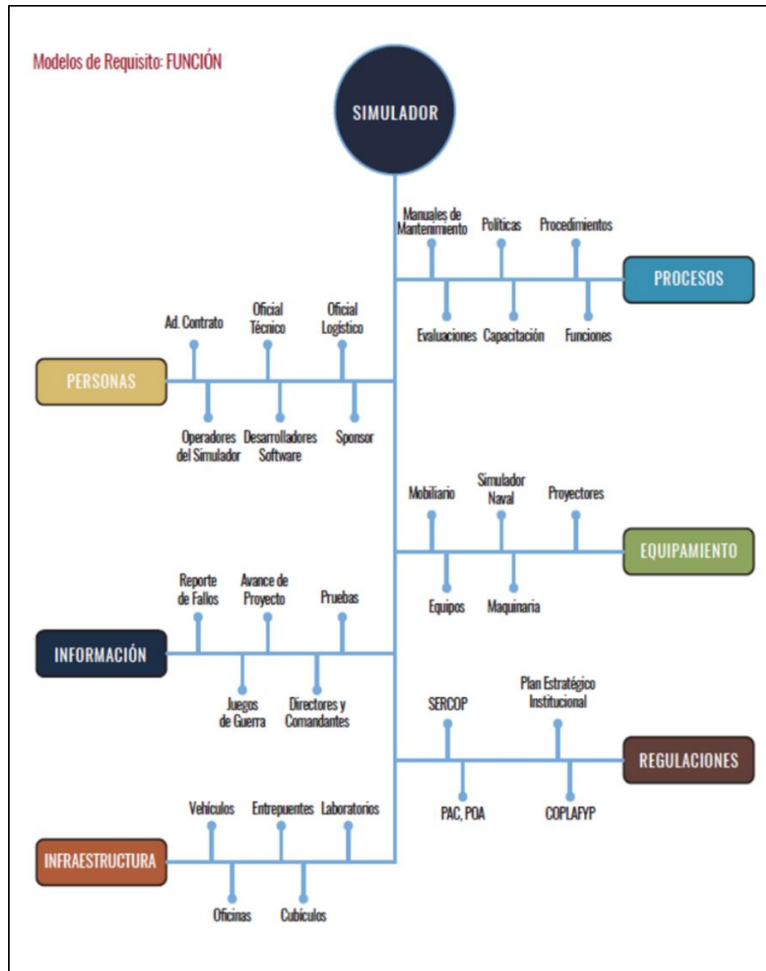 Modelos de Requisito: FUNCIÓN
SIMULADOR
Manuales de
Mantenimiento
Políticas
Procedimientos
PROCESOS
Evaluaciones
Capacitación
Funciones
Ad. Contrato
Oficial
Técnico
Oficial
Logístico
PERSONAS
Operadores
del Simulador
Desarrolladores
Software
Sponsor
Mobiliario
Simulador
Naval
Proyectores
EQUIPAMIENTO
Equipos
Maquinaria
Reporte
de Fallos
Avance de
Proyecto
Pruebas
INFORMACIÓN
Juegos
de Guerra
Directores y
Comandantes
SERCOP
Plan Estratégico
Institucional
REGULACIONES
PAC, POA
COPLAFYP
Vehículos
Entrepuentes
Laboratorios
INFRAESTRUCTURA
Oficinas
Cubículos